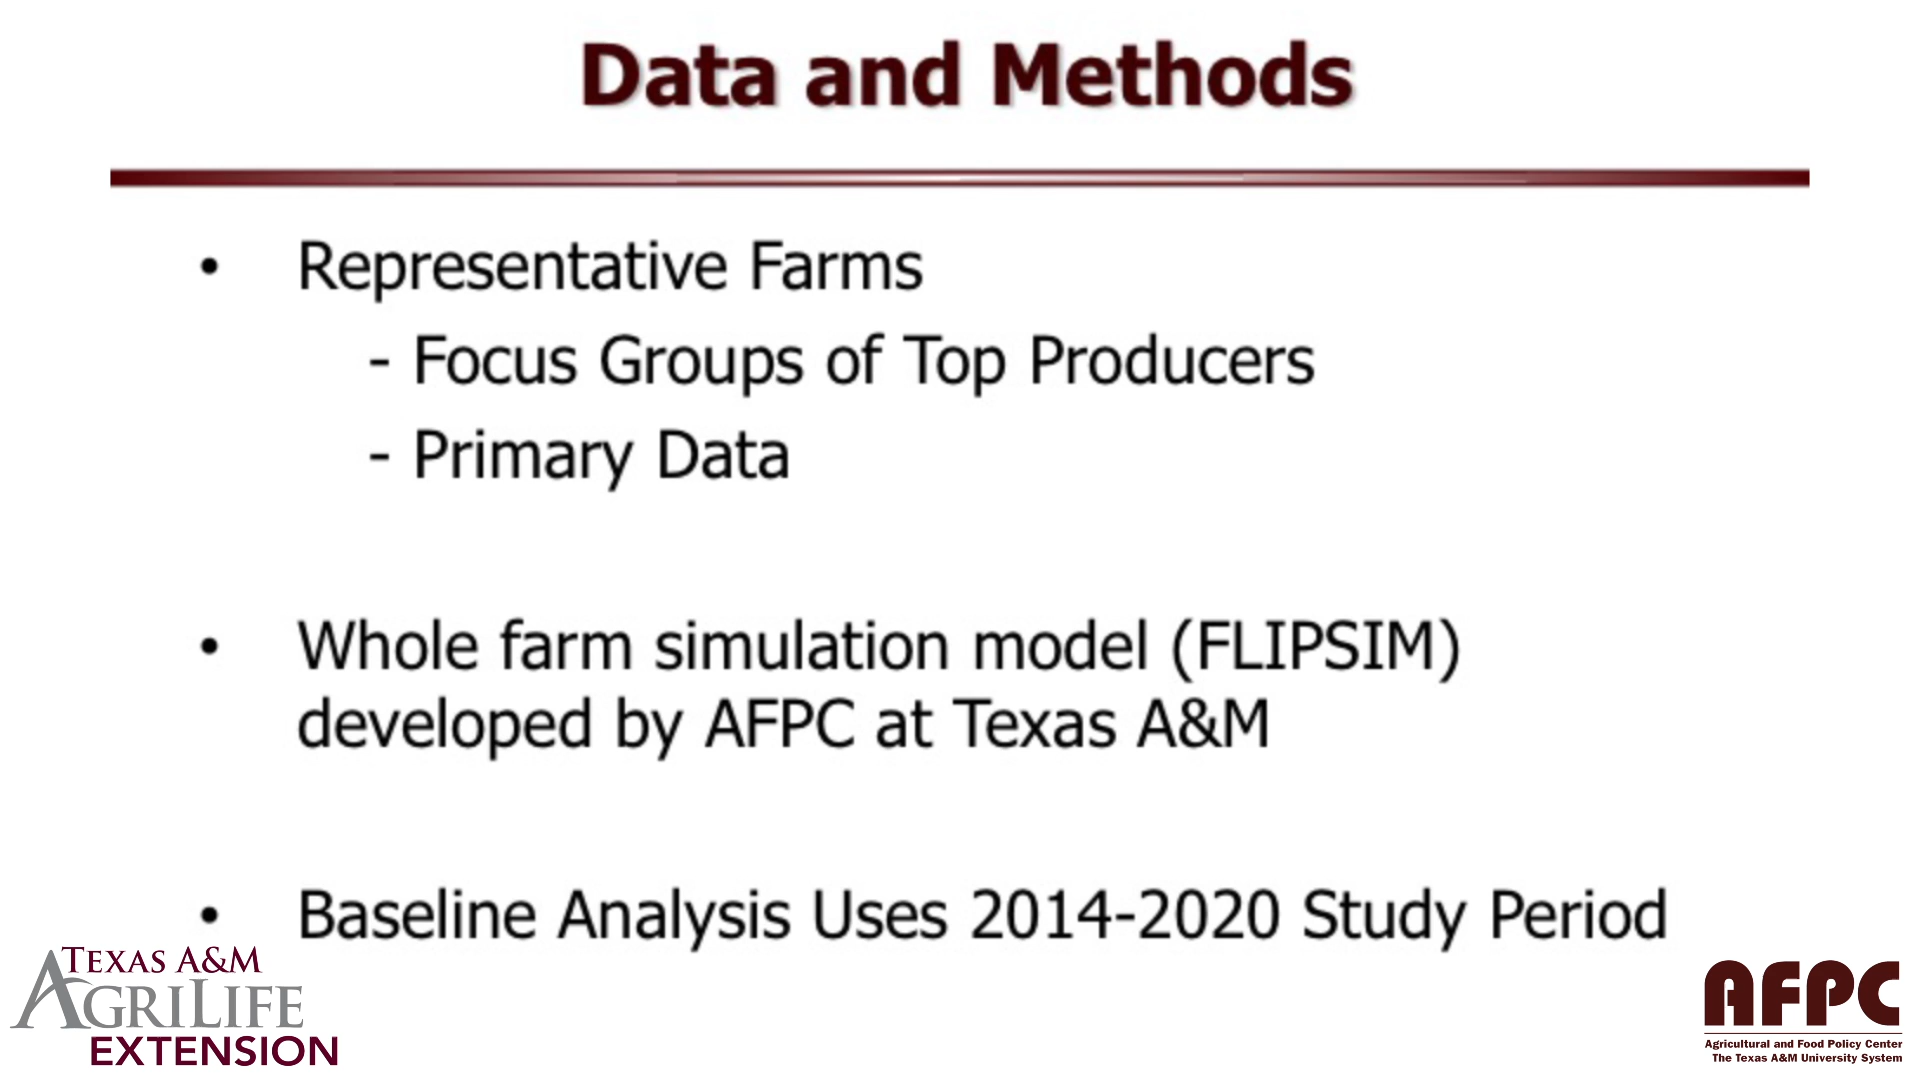 Data and Methods
• Representative Farms
- Focus Groups of Top Producers
- Primary Data
• Whole farm simulation model (FLIPSIM)
developed by AFPC at Texas A&M
• Baseline Analysis Uses 2014-2020 Study Period
TEXAS A&M
AGRILIFE
EXTENSION
AFPC
Agricultural and Food Policy Center
The Texas A&M University System